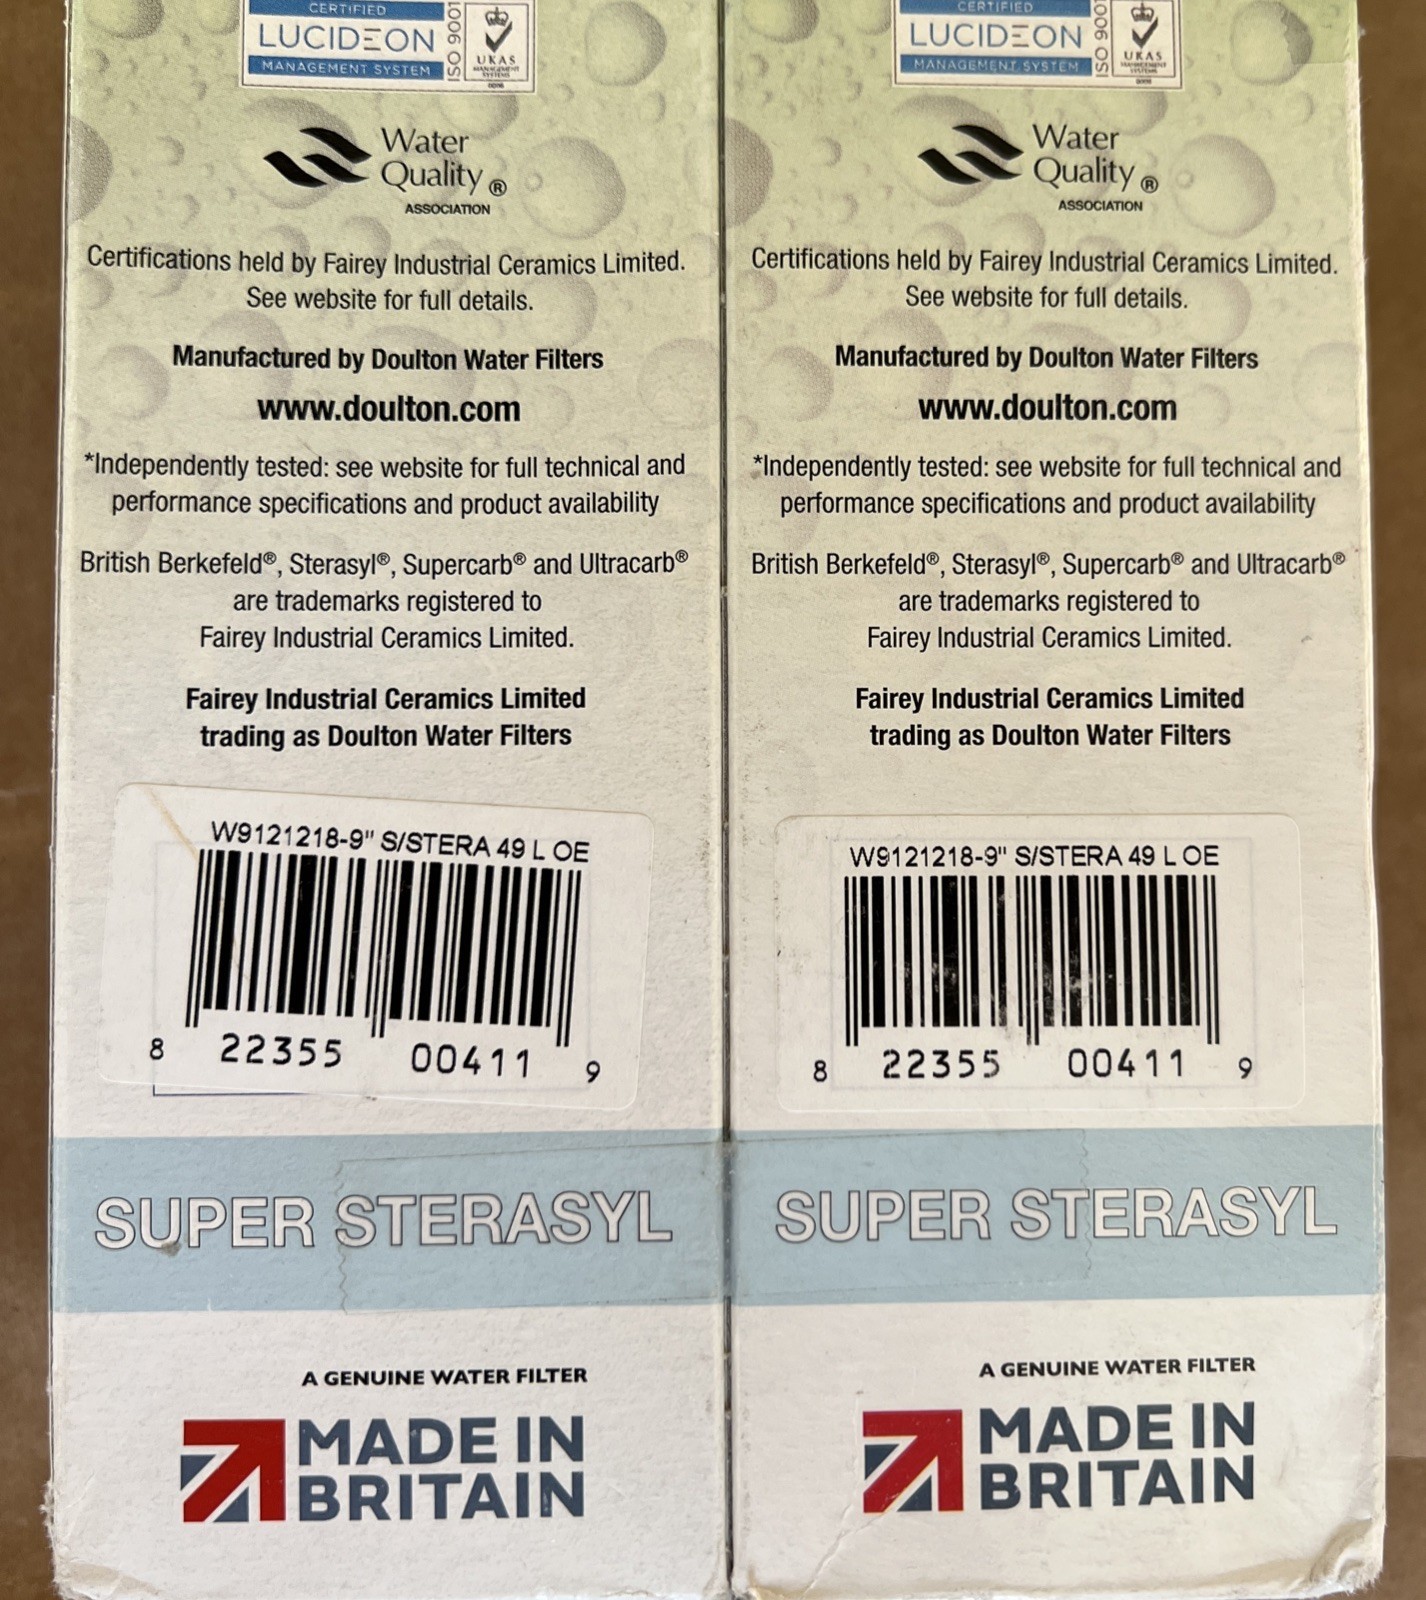 CERTIFIED
LUCIDEON
MANAGEMENT SYSTEM
ISO 9001
UKAS
MANAGEMENT
SYSTEMS
Water
Quality®
ASSOCIATION
Certifications held by Fairey Industrial Ceramics Limited.
See website for full details.
Manufactured by Doulton Water Filters
www.doulton.com
*Independently tested: see website for full technical and
performance specifications and product availability
British Berkefeld®, Sterasyl®, Supercarb® and Ultracarb®
are trademarks registered to
Fairey Industrial Ceramics Limited.
Fairey Industrial Ceramics Limited
trading as Doulton Water Filters
W9121218-9" S/STERA 49 L OE
8 22355 00411 9
SUPER STERASYL
A GENUINE WATER FILTER
MADE IN
BRITAIN
CERTIFIED
LUCIDEON
MANAGEMENT SYSTEM
ISO 9001
UKAS
MANAGEMENT
SYSTEMS
Water
Quality®
ASSOCIATION
Certifications held by Fairey Industrial Ceramics Limited.
See website for full details.
Manufactured by Doulton Water Filters
www.doulton.com
*Independently tested: see website for full technical and
performance specifications and product availability
British Berkefeld®, Sterasyl®, Supercarb® and Ultracarb®
are trademarks registered to
Fairey Industrial Ceramics Limited.
Fairey Industrial Ceramics Limited
trading as Doulton Water Filters
W9121218-9" S/STERA 49 L OE
8 22355 00411 9
SUPER STERASYL
A GENUINE WATER FILTER
MADE IN
BRITAIN